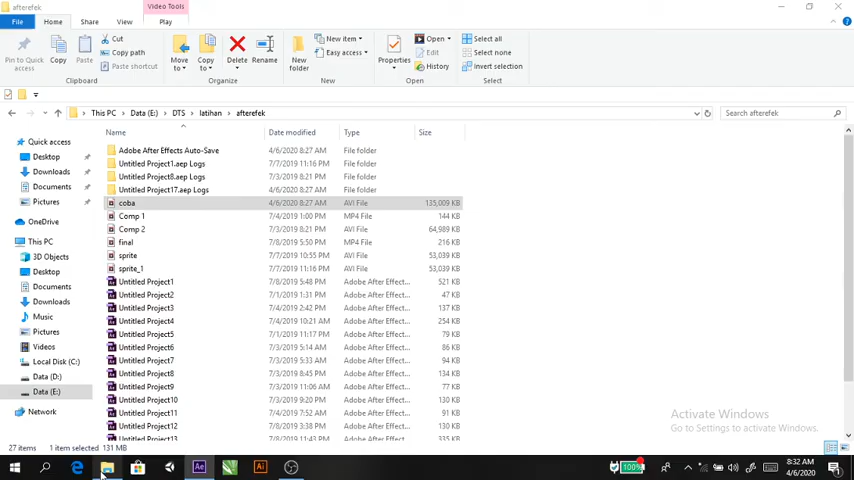 afterefek
Video Tools
File
Home
Share
View
Play
Pin to Quick access
Copy
Paste
Cut
Copy path
Paste shortcut
Clipboard
Move to
Copy to
Delete
Rename
Organize
New folder
New item
Easy access
New
Properties
Open
Edit
History
Open
Select all
Select none
Invert selection
Select
This PC
Data (E:)
DTS
latihan
afterefek
Search afterefek
Name
Date modified
Type
Size
Quick access
Desktop
Downloads
Documents
Pictures
OneDrive
This PC
3D Objects
Desktop
Documents
Downloads
Music
Pictures
Videos
Local Disk (C:)
Data (D:)
Data (E:)
Network
Adobe After Effects Auto-Save 4/6/2020 8:27 AM File folder
Untitled Project1.aep Logs 7/7/2019 11:16 PM File folder
Untitled Project8.aep Logs 7/3/2019 8:21 PM File folder
Untitled Project17.aep Logs 4/6/2020 8:27 AM File folder
coba 4/6/2020 8:27 AM AVI File 135,009 KB
Comp 1 7/4/2019 1:00 PM MP4 File 144 KB
Comp 2 7/3/2019 8:21 PM AVI File 64,989 KB
final 7/8/2019 5:50 PM MP4 File 216 KB
sprite 7/7/2019 10:55 PM AVI File 53,039 KB
sprite_1 7/7/2019 11:16 PM AVI File 53,039 KB
Untitled Project1 7/8/2019 5:48 PM Adobe After Effect... 521 KB
Untitled Project2 7/1/2019 1:31 PM Adobe After Effect... 47 KB
Untitled Project3 7/4/2019 2:42 PM Adobe After Effect... 137 KB
Untitled Project4 7/4/2019 10:21 AM Adobe After Effect... 254 KB
Untitled Project5 7/1/2019 11:17 PM Adobe After Effect... 79 KB
Untitled Project6 7/3/2019 5:14 AM Adobe After Effect... 86 KB
Untitled Project7 7/3/2019 5:33 AM Adobe After Effect... 94 KB
Untitled Project8 7/3/2019 8:45 PM Adobe After Effect... 134 KB
Untitled Project9 7/3/2019 11:06 AM Adobe After Effect... 77 KB
Untitled Project10 7/3/2019 9:20 PM Adobe After Effect... 130 KB
Untitled Project11 7/4/2019 7:52 AM Adobe After Effect... 91 KB
Untitled Project12 7/8/2019 3:38 PM Adobe After Effect... 130 KB
Untitled Project13 7/8/2019 11:43 PM Adobe After Effect... 335 KB
Activate Windows
Go to Settings to activate Windows.
27 items
1 item selected 131 MB
Ae
Ai
100%
8:32 AM
4/6/2020